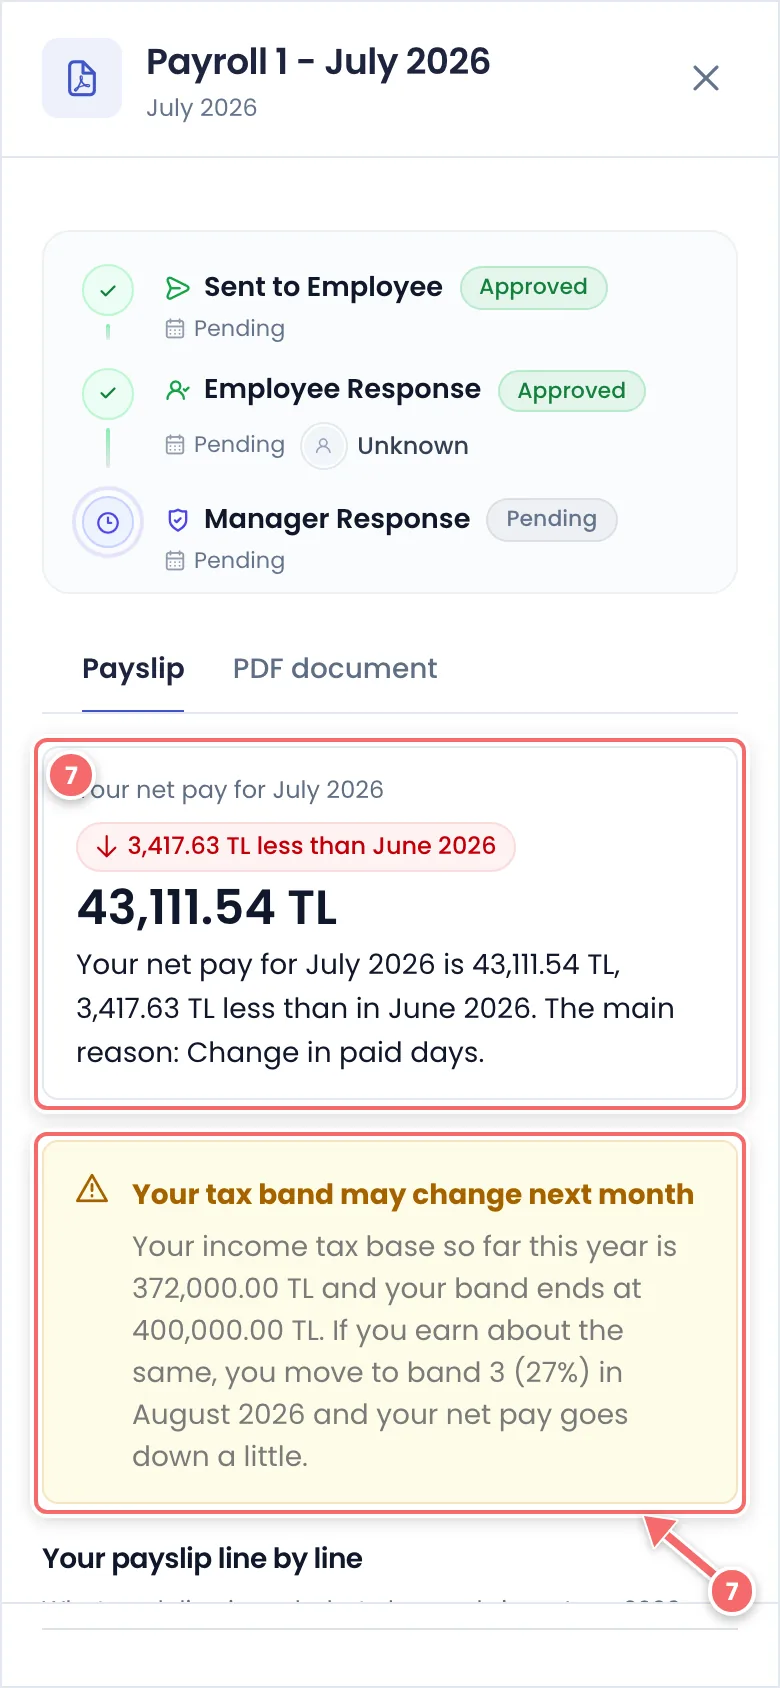 Payroll 1 - July 2026
July 2026
Sent to Employee Approved
Pending
Employee Response Approved
Pending Unknown
Manager Response Pending
Pending
Payslip PDF document
7
our net pay for July 2026
3,417.63 TL less than June 2026
43,111.54 TL
Your net pay for July 2026 is 43,111.54 TL,
3,417.63 TL less than in June 2026. The main
reason: Change in paid days.
Your tax band may change next month
Your income tax base so far this year is
372,000.00 TL and your band ends at
400,000.00 TL. If you earn about the
same, you move to band 3 (27%) in
August 2026 and your net pay goes
down a little.
Your payslip line by line
7